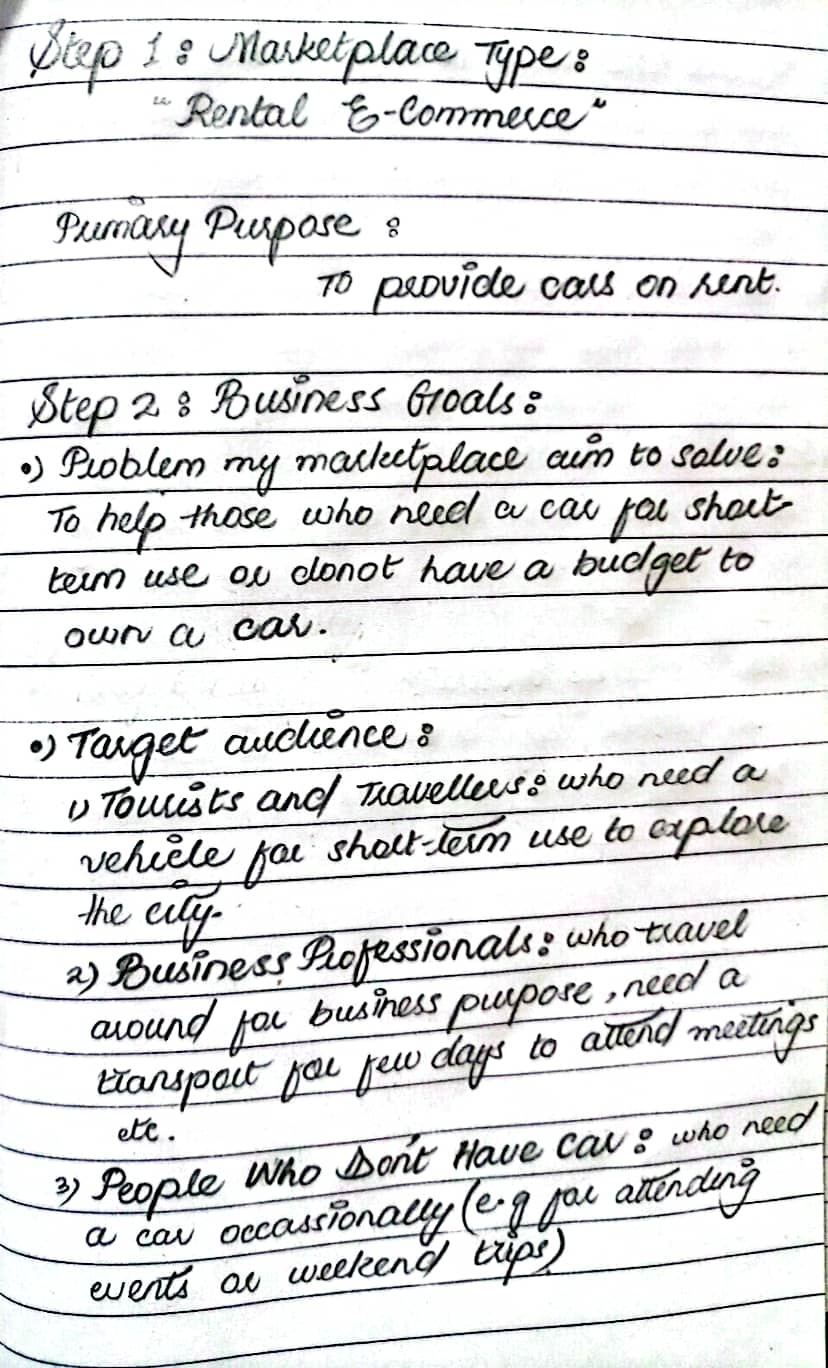 Step 1: Marketplace Type:
"Rental E-Commerce"
Primary Purpose:
To provide cars on rent.
Step 2: Business Goals:
•) Problem my marketplace aim to solve:
To help those who need a car for short-
term use or donot have a budget to
own a car.
•) Target audience:
1) Tourists and Travellers: who need a
vehicle for short-term use to explore
the city.
2) Business Professionals: who travel
around for business purpose, need a
transport for few days to attend meetings
etc.
3) People Who Don't Have Car: who need
a car occassionally (e.g for attending
events or weekend trips)